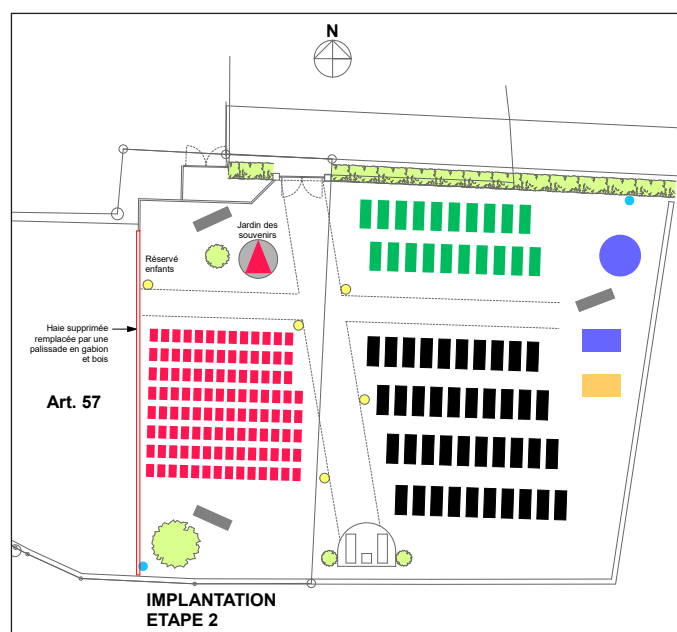 N
Jardin des
souvenirs
Réservé
enfants
Haie supprimée
remplacée par une
palissade en gabion
et bois
Art. 57
IMPLANTATION
ETAPE 2